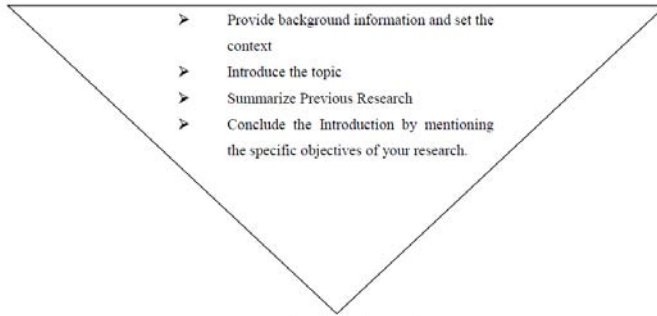 ➢ Provide background information and set the
context
➢ Introduce the topic
➢ Summarize Previous Research
➢ Conclude the Introduction by mentioning
the specific objectives of your research.